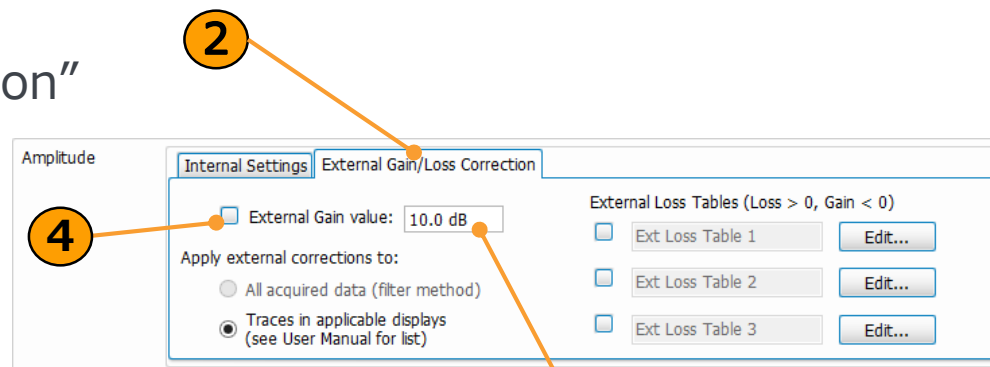 2
on”
Amplitude
Internal Settings
External Gain/Loss Correction
External Gain value: 10.0 dB
4
Apply external corrections to:
All acquired data (filter method)
Traces in applicable displays
(see User Manual for list)
External Loss Tables (Loss > 0, Gain < 0)
Ext Loss Table 1 Edit...
Ext Loss Table 2 Edit...
Ext Loss Table 3 Edit...